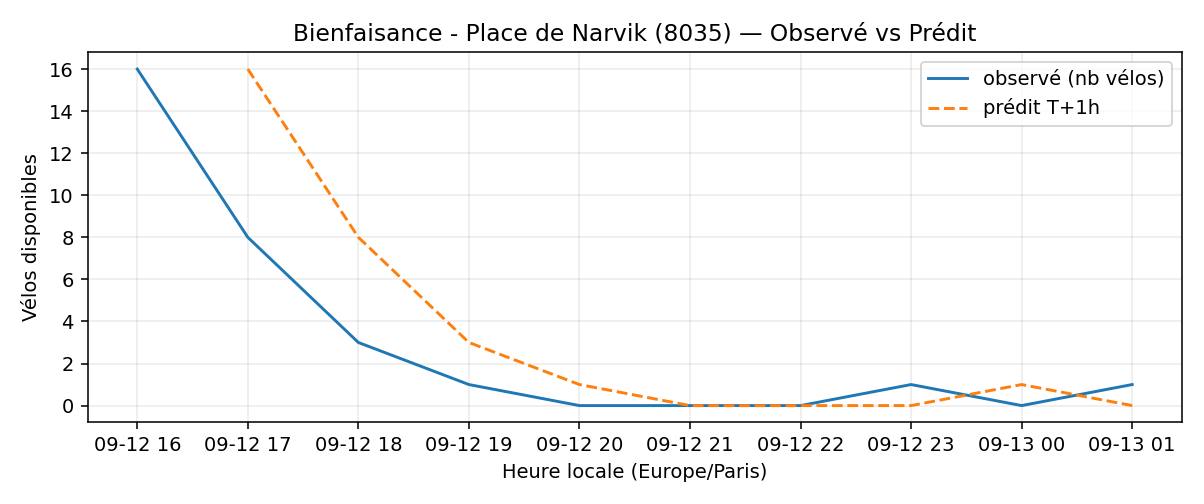 Bienfaisance - Place de Narvik (8035) — Observé vs Prédit
observé (nb vélos)
prédit T+1h
Vélos disponibles
16
14
12
10
8
6
4
2
0
09-12 16 09-12 17 09-12 18 09-12 19 09-12 20 09-12 21 09-12 22 09-12 23 09-13 00 09-13 01
Heure locale (Europe/Paris)